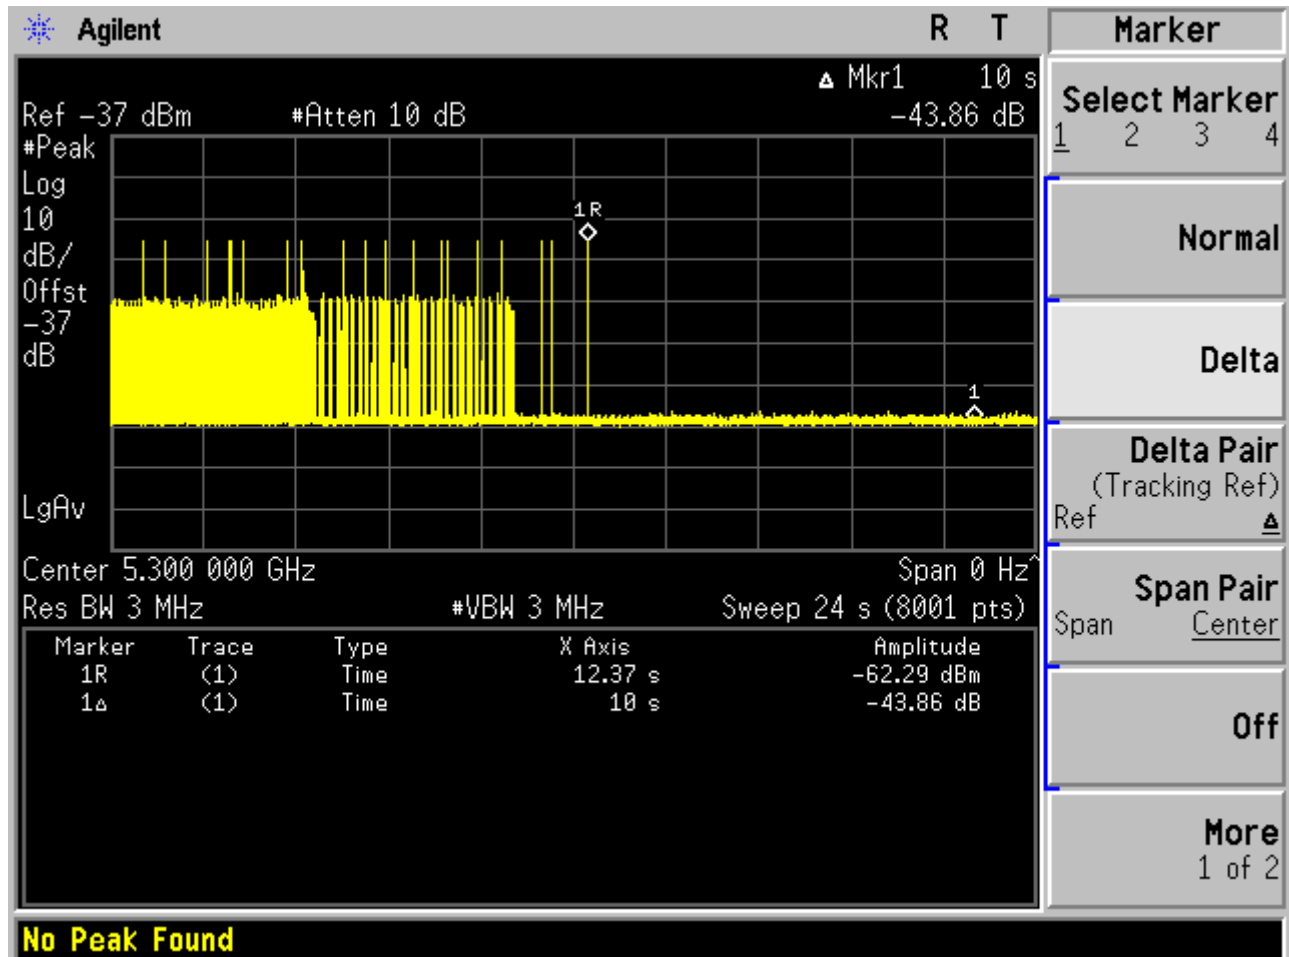 Agilent R T
Δ Mkr1 10 s
Ref -37 dBm #Atten 10 dB -43.86 dB
#Peak
Log
10
dB/
Offst
-37
dB
1R
1
LgAv
Center 5.300 000 GHz Span 0 Hz^
Res BW 3 MHz #VBW 3 MHz Sweep 24 s (8001 pts)
Marker Trace Type X Axis Amplitude
1R (1) Time 12.37 s -62.29 dBm
1Δ (1) Time 10 s -43.86 dB
No Peak Found
Marker
Select Marker
1 2 3 4
Normal
Delta
Delta Pair
(Tracking Ref)
Ref Δ
Span Pair
Span Center
Off
More
1 of 2